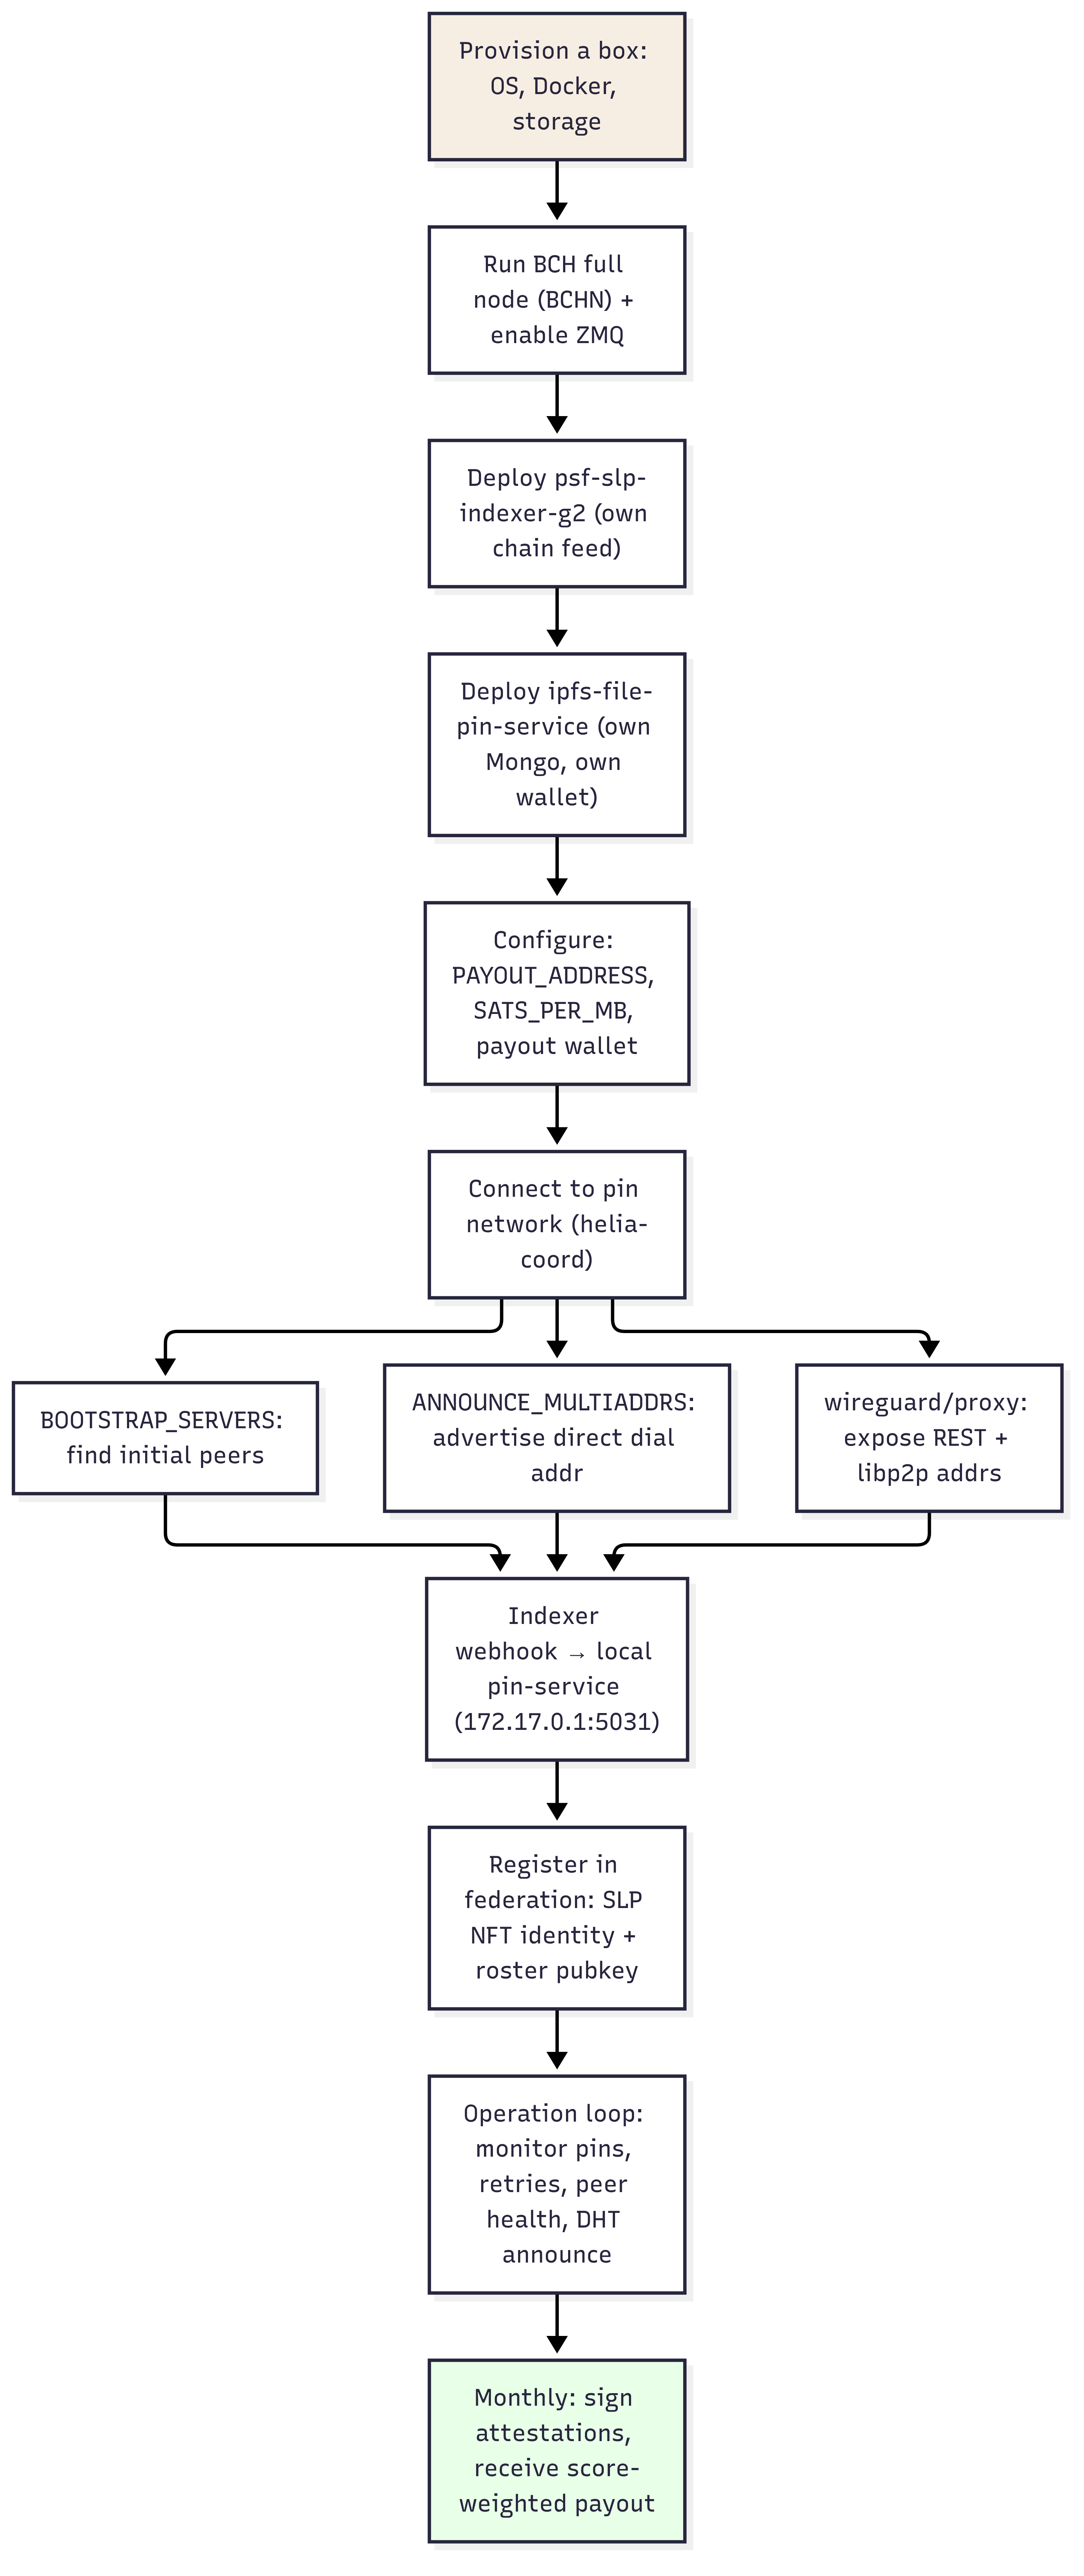 Provision a box:
OS, Docker,
storage
Run BCH full
node (BCHN) +
enable ZMQ
Deploy psf-slp-
indexer-g2 (own
chain feed)
Deploy ipfs-file-
pin-service (own
Mongo, own
wallet)
Configure:
PAYOUT_ADDRESS,
SATS_PER_MB,
payout wallet
Connect to pin
network (helia-
coord)
BOOTSTRAP_SERVERS:
find initial peers
ANNOUNCE_MULTIADDRS:
advertise direct dial
addr
wireguard/proxy:
expose REST +
libp2p addrs
Indexer
webhook → local
pin-service
(172.17.0.1:5031)
Register in
federation: SLP
NFT identity +
roster pubkey
Operation loop:
monitor pins,
retries, peer
health, DHT
announce
Monthly: sign
attestations,
receive score-
weighted payout